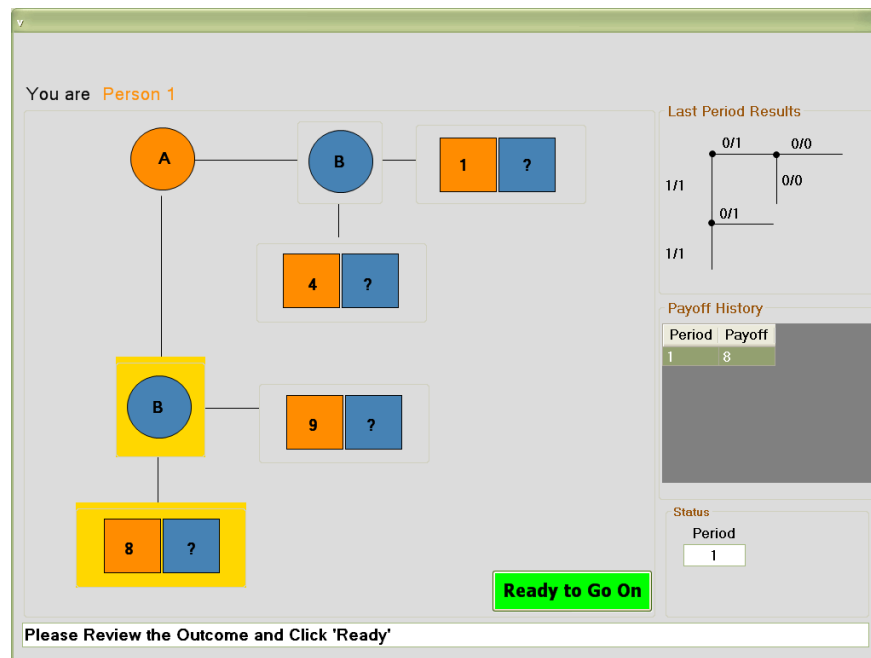 v
You are Person 1
A
B
1 ?
4 ?
B
9 ?
8 ?
Ready to Go On
Please Review the Outcome and Click 'Ready'
Last Period Results
0/1 0/0
1/1 0/0
0/1
1/1
Payoff History
Period Payoff
1 8
Status
Period
1